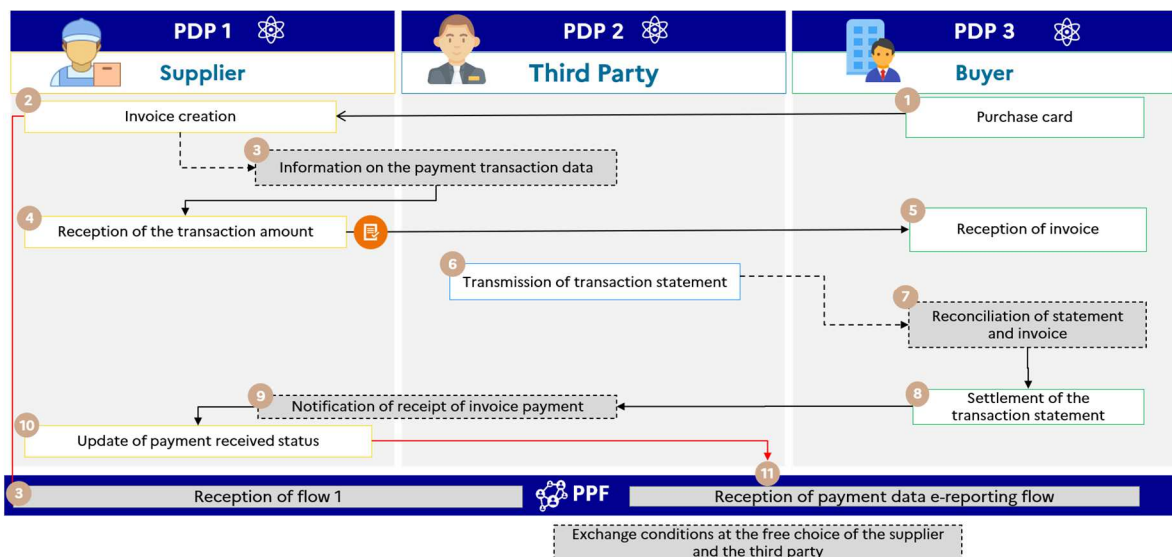 PDP 1
PDP 2
PDP 3
Supplier
Third Party
Buyer
2
Invoice creation
1
Purchase card
3
Information on the payment transaction data
4
Reception of the transaction amount
5
Reception of invoice
6
Transmission of transaction statement
7
Reconciliation of statement
and invoice
8
Settlement of the
transaction statement
9
Notification of receipt of invoice payment
10
Update of payment received status
11
3
Reception of flow 1
PPF
Reception of payment data e-reporting flow
Exchange conditions at the free choice of the supplier
and the third party